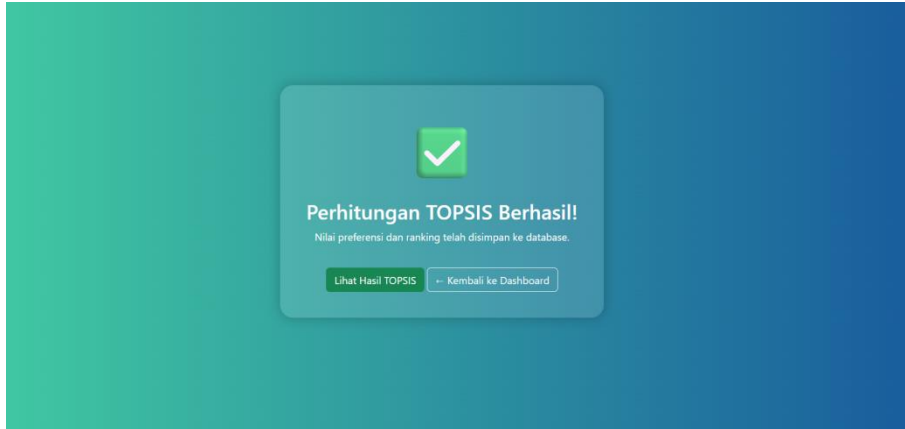 Perhitungan TOPSIS Berhasil!
Nilai preferensi dan ranking telah disimpan ke database.
Lihat Hasil TOPSIS
← Kembali ke Dashboard